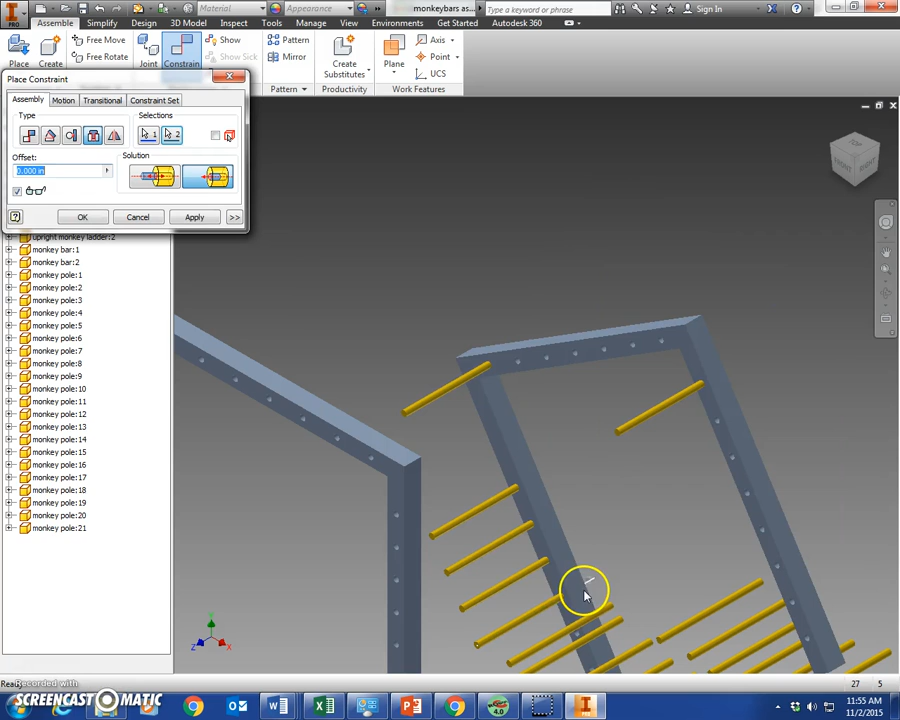 PRO
Appearance
Material
monkeybars as...
Type a keyword or phrase
Sign In
Assemble Simplify Design 3D Model Inspect Tools Manage View Environments Get Started Autodesk 360
Place Create
Free Move
Free Rotate
Joint Constrain
Show
Show Sick
Pattern
Mirror
Pattern
Create
Substitutes
Productivity
Plane
Axis
Point
UCS
Work Features
Place Constraint
Assembly Motion Transitional Constraint Set
Type
Selections
1 2
Offset:
0.000 in
Solution
OK Cancel Apply >>
upright monkey ladder:2
monkey bar:1
monkey bar:2
monkey pole:1
monkey pole:2
monkey pole:3
monkey pole:4
monkey pole:5
monkey pole:6
monkey pole:7
monkey pole:8
monkey pole:9
monkey pole:10
monkey pole:11
monkey pole:12
monkey pole:13
monkey pole:14
monkey pole:15
monkey pole:16
monkey pole:17
monkey pole:18
monkey pole:19
monkey pole:20
monkey pole:21
FRONT RIGHT
Y
Z X
Ready
27 5
Recorded with
SCREENCAST-O-MATIC
11:55 AM
11/2/2015